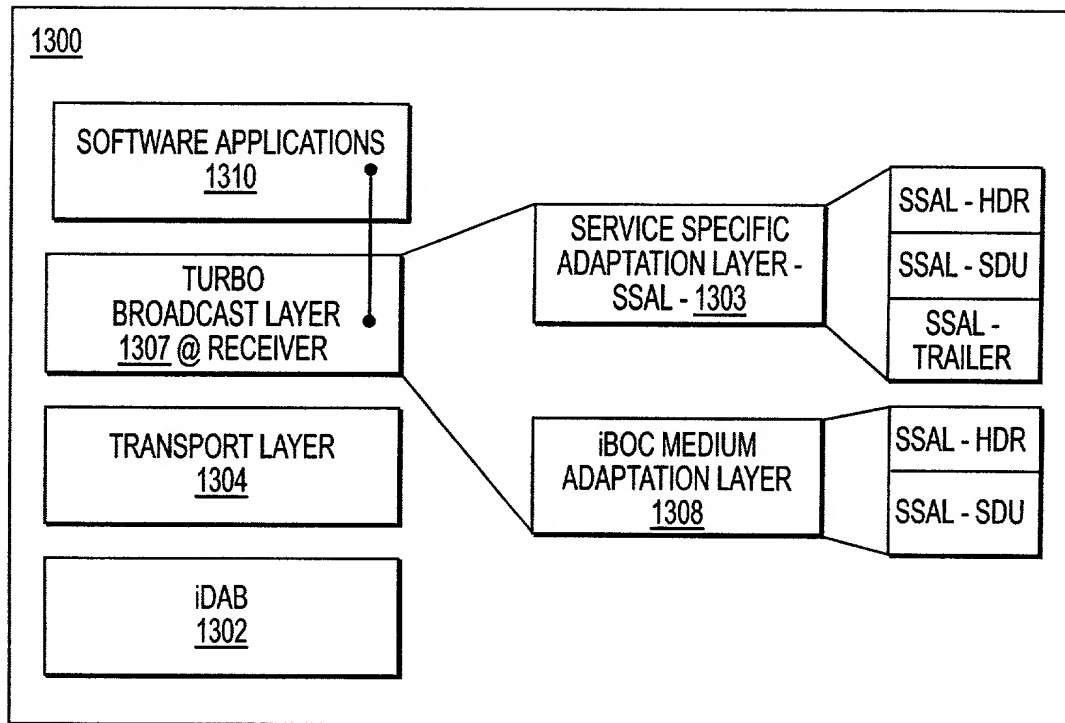 1300
SOFTWARE APPLICATIONS
1310
TURBO
BROADCAST LAYER
1307 @ RECEIVER
TRANSPORT LAYER
1304
iDAB
1302
SERVICE SPECIFIC
ADAPTATION LAYER -
SSAL - 1303
SSAL - HDR
SSAL - SDU
SSAL -
TRAILER
iBOC MEDIUM
ADAPTATION LAYER
1308
SSAL - HDR
SSAL - SDU